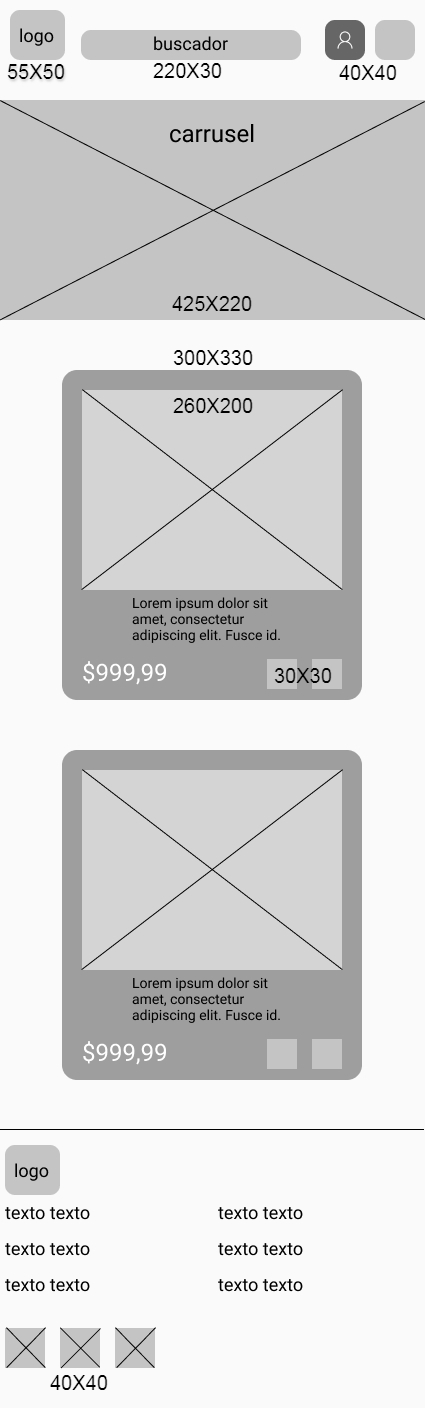 logo
buscador
55X50
220X30
40X40
carrusel
425X220
300X330
260X200
Lorem ipsum dolor sit
amet, consectetur
adipiscing elit. Fusce id.
$999,99
30X30
Lorem ipsum dolor sit
amet, consectetur
adipiscing elit. Fusce id.
$999,99
logo
texto texto
texto texto
texto texto
texto texto
texto texto
texto texto
40X40